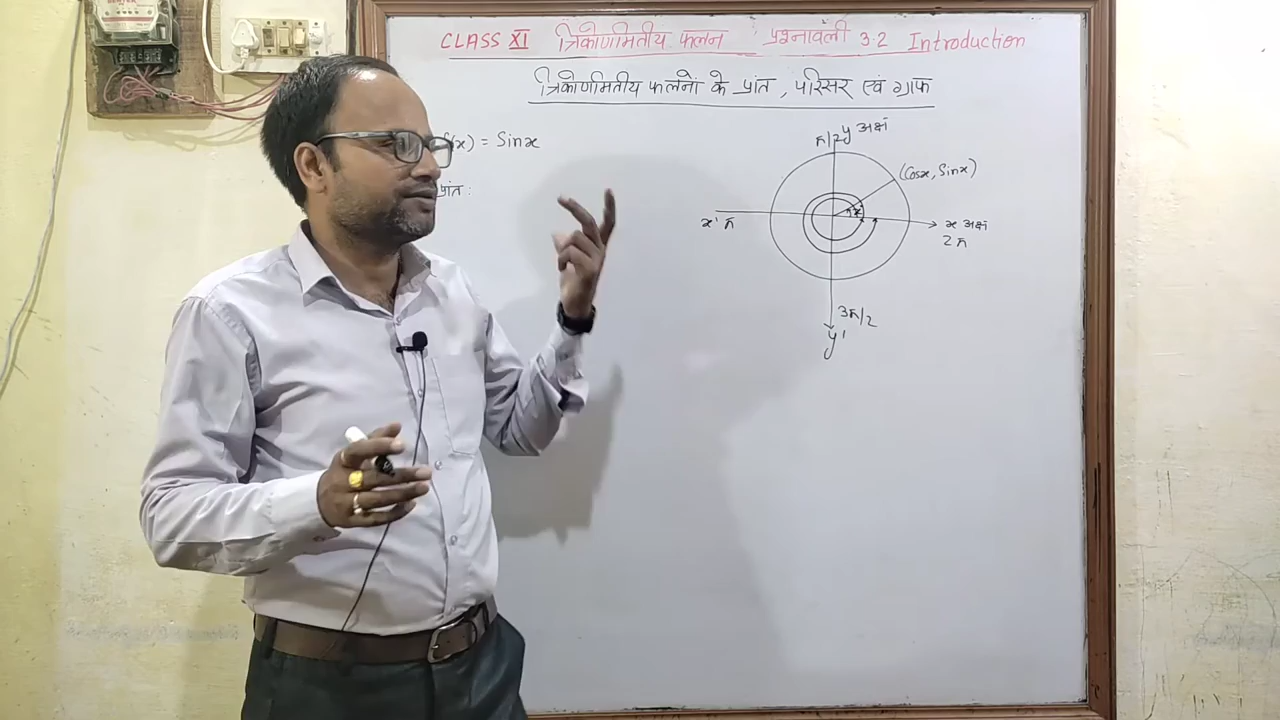 CLASS XI त्रिकोणमितीय फलन प्रश्नावली 3.2 Introduction
त्रिकोणमितीय फलनों के प्रांत, परिसर एवं ग्राफ
(x) = Sinx
प्रांत :
π/2 y अक्ष
(Cosx, Sinx)
x
x' π
x अक्ष
2π
3π/2
y'